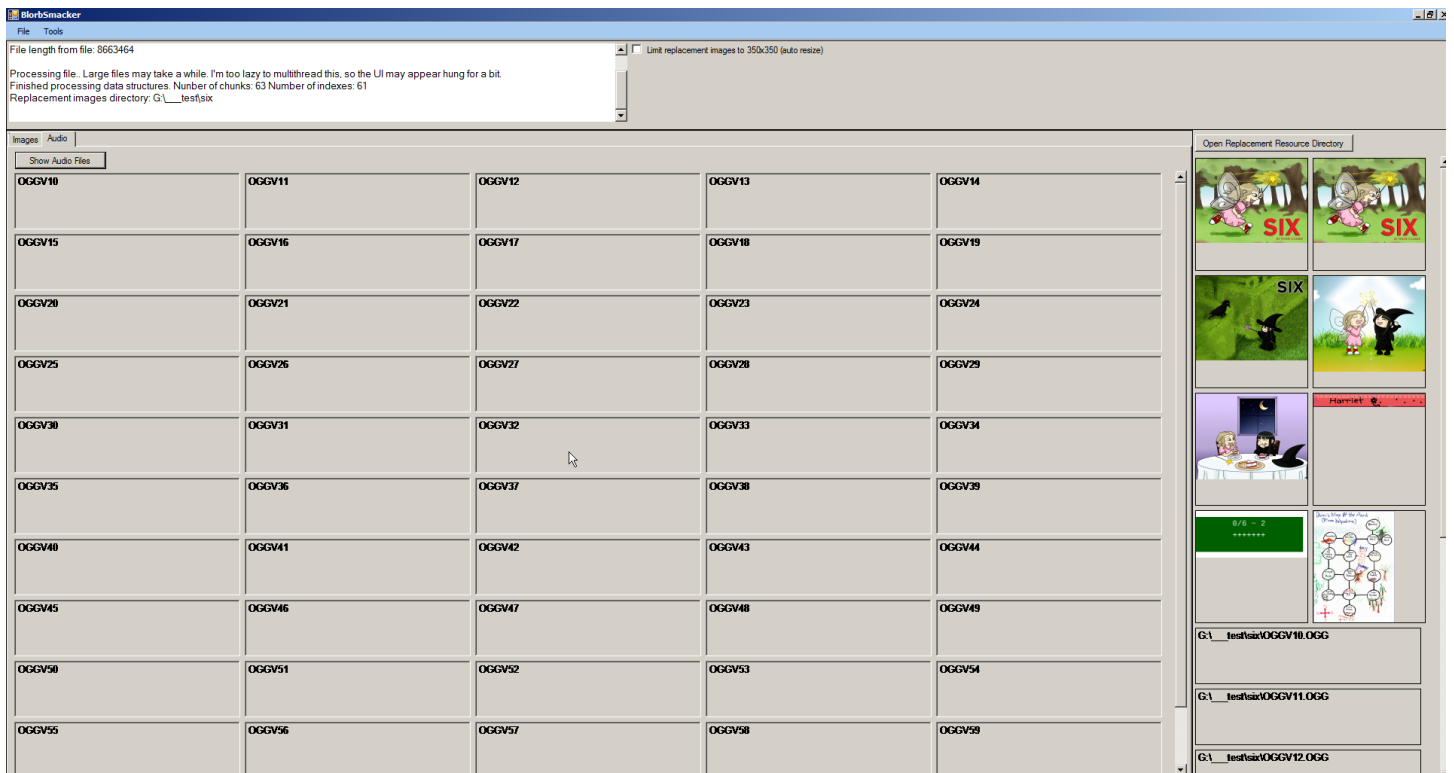 BlorbSmacker
File Tools
File length from file: 8663464
Processing file.. Large files may take a while. I'm too lazy to multithread this, so the UI may appear hung for a bit.
Finished processing data structures. Nunber of chunks: 63 Number of indexes: 61
Replacement images directory: G:\___test\six
Limit replacement images to 350x350 (auto resize)
Images Audio
Show Audio Files
OGGV10 OGGV11 OGGV12 OGGV13 OGGV14
OGGV15 OGGV16 OGGV17 OGGV18 OGGV19
OGGV20 OGGV21 OGGV22 OGGV23 OGGV24
OGGV25 OGGV26 OGGV27 OGGV28 OGGV29
OGGV30 OGGV31 OGGV32 OGGV33 OGGV34
OGGV35 OGGV36 OGGV37 OGGV38 OGGV39
OGGV40 OGGV41 OGGV42 OGGV43 OGGV44
OGGV45 OGGV46 OGGV47 OGGV48 OGGV49
OGGV50 OGGV51 OGGV52 OGGV53 OGGV54
OGGV55 OGGV56 OGGV57 OGGV58 OGGV59
Open Replacement Resource Directory
SIX
SIX
SIX
Harriet
0/6 - 2
+++++++
G:\___test\six\OGGV10.OGG
G:\___test\six\OGGV11.OGG
G:\___test\six\OGGV12.OGG